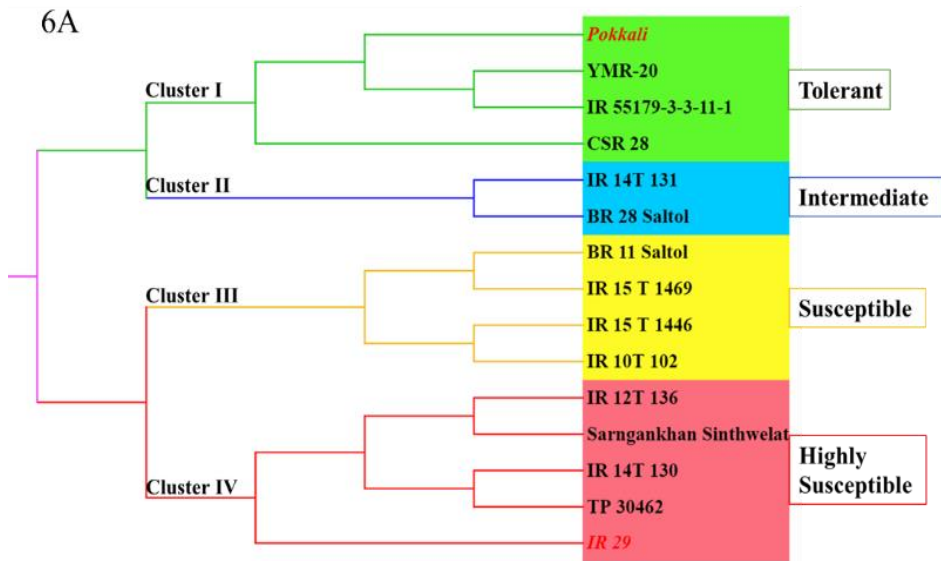 6A
Pokkali
YMR-20
Cluster I
Tolerant
IR 55179-3-3-11-1
CSR 28
IR 14T 131
Cluster II
Intermediate
BR 28 Saltol
BR 11 Saltol
IR 15 T 1469
Cluster III
Susceptible
IR 15 T 1446
IR 10T 102
IR 12T 136
Sarngankhan Sinthwelat
IR 14T 130
Highly
Susceptible
Cluster IV
TP 30462
IR 29